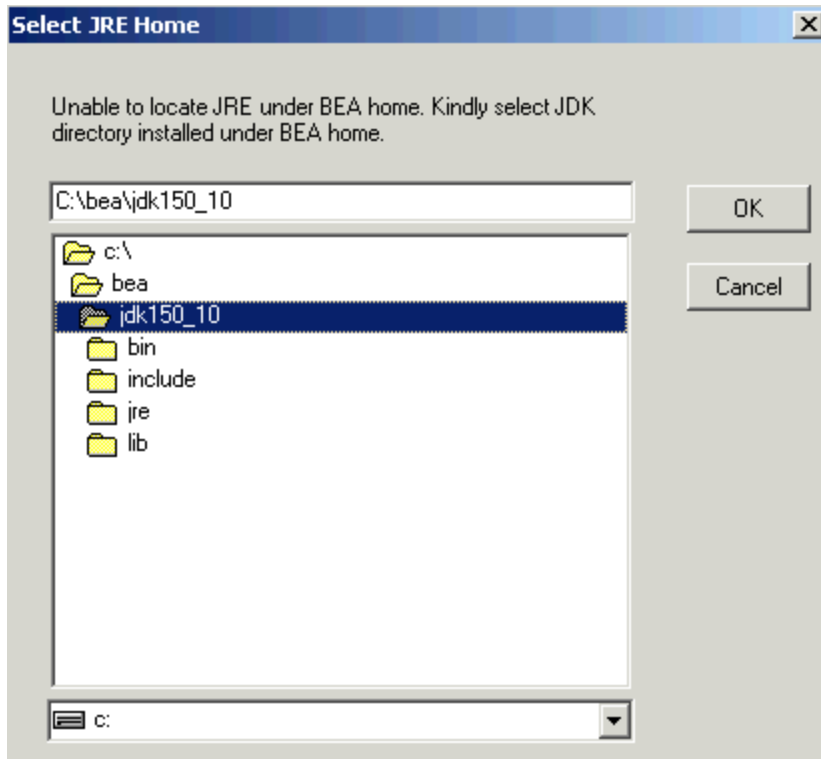 Select JRE Home
Unable to locate JRE under BEA home. Kindly select JDK
directory installed under BEA home.
C:\bea\jdk150_10
OK
c:\
bea
Cancel
jdk150_10
bin
include
jre
lib
c: